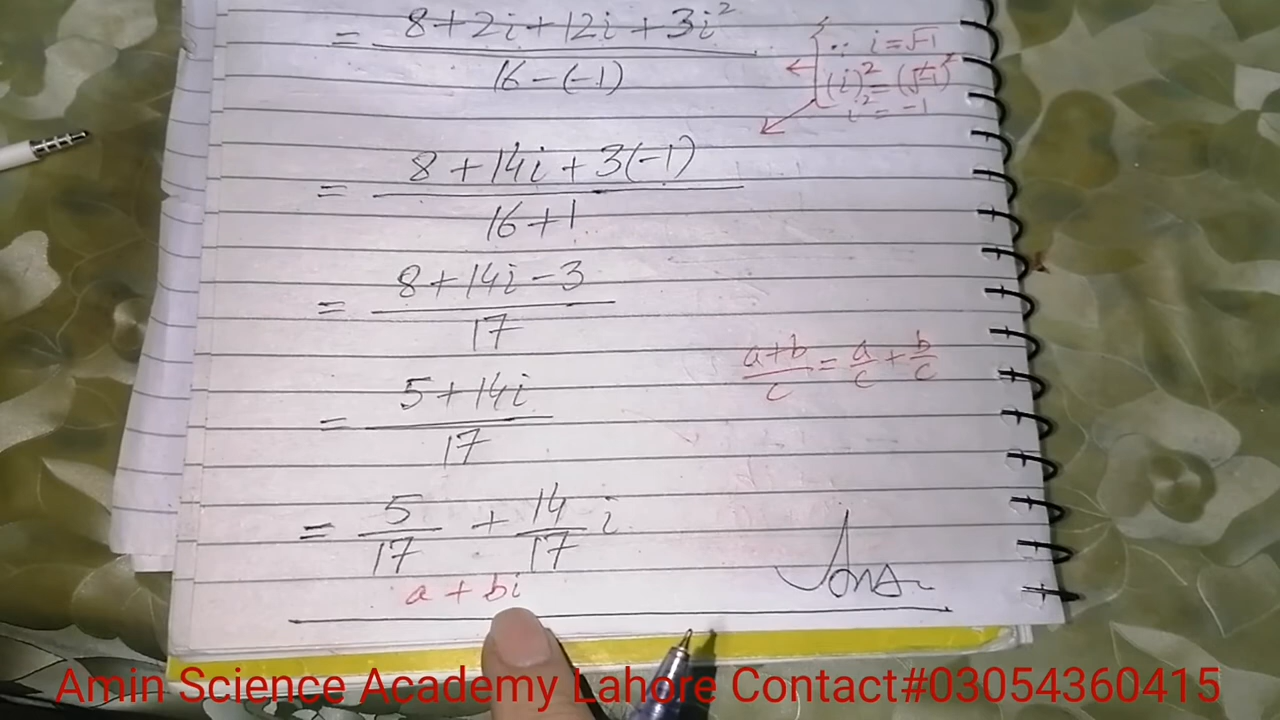 = 8+2i+12i+3i² / 16-(-1)
∵ i=√-1
(i)²=(√-1)²
i²=-1
= 8+14i+3(-1) / 16+1
= 8+14i-3 / 17
a+b/c = a/c + b/c
= 5+14i / 17
= 5/17 + 14/17 i
a+bi
Ans
Amin Science Academy Lahore Contact#03054360415